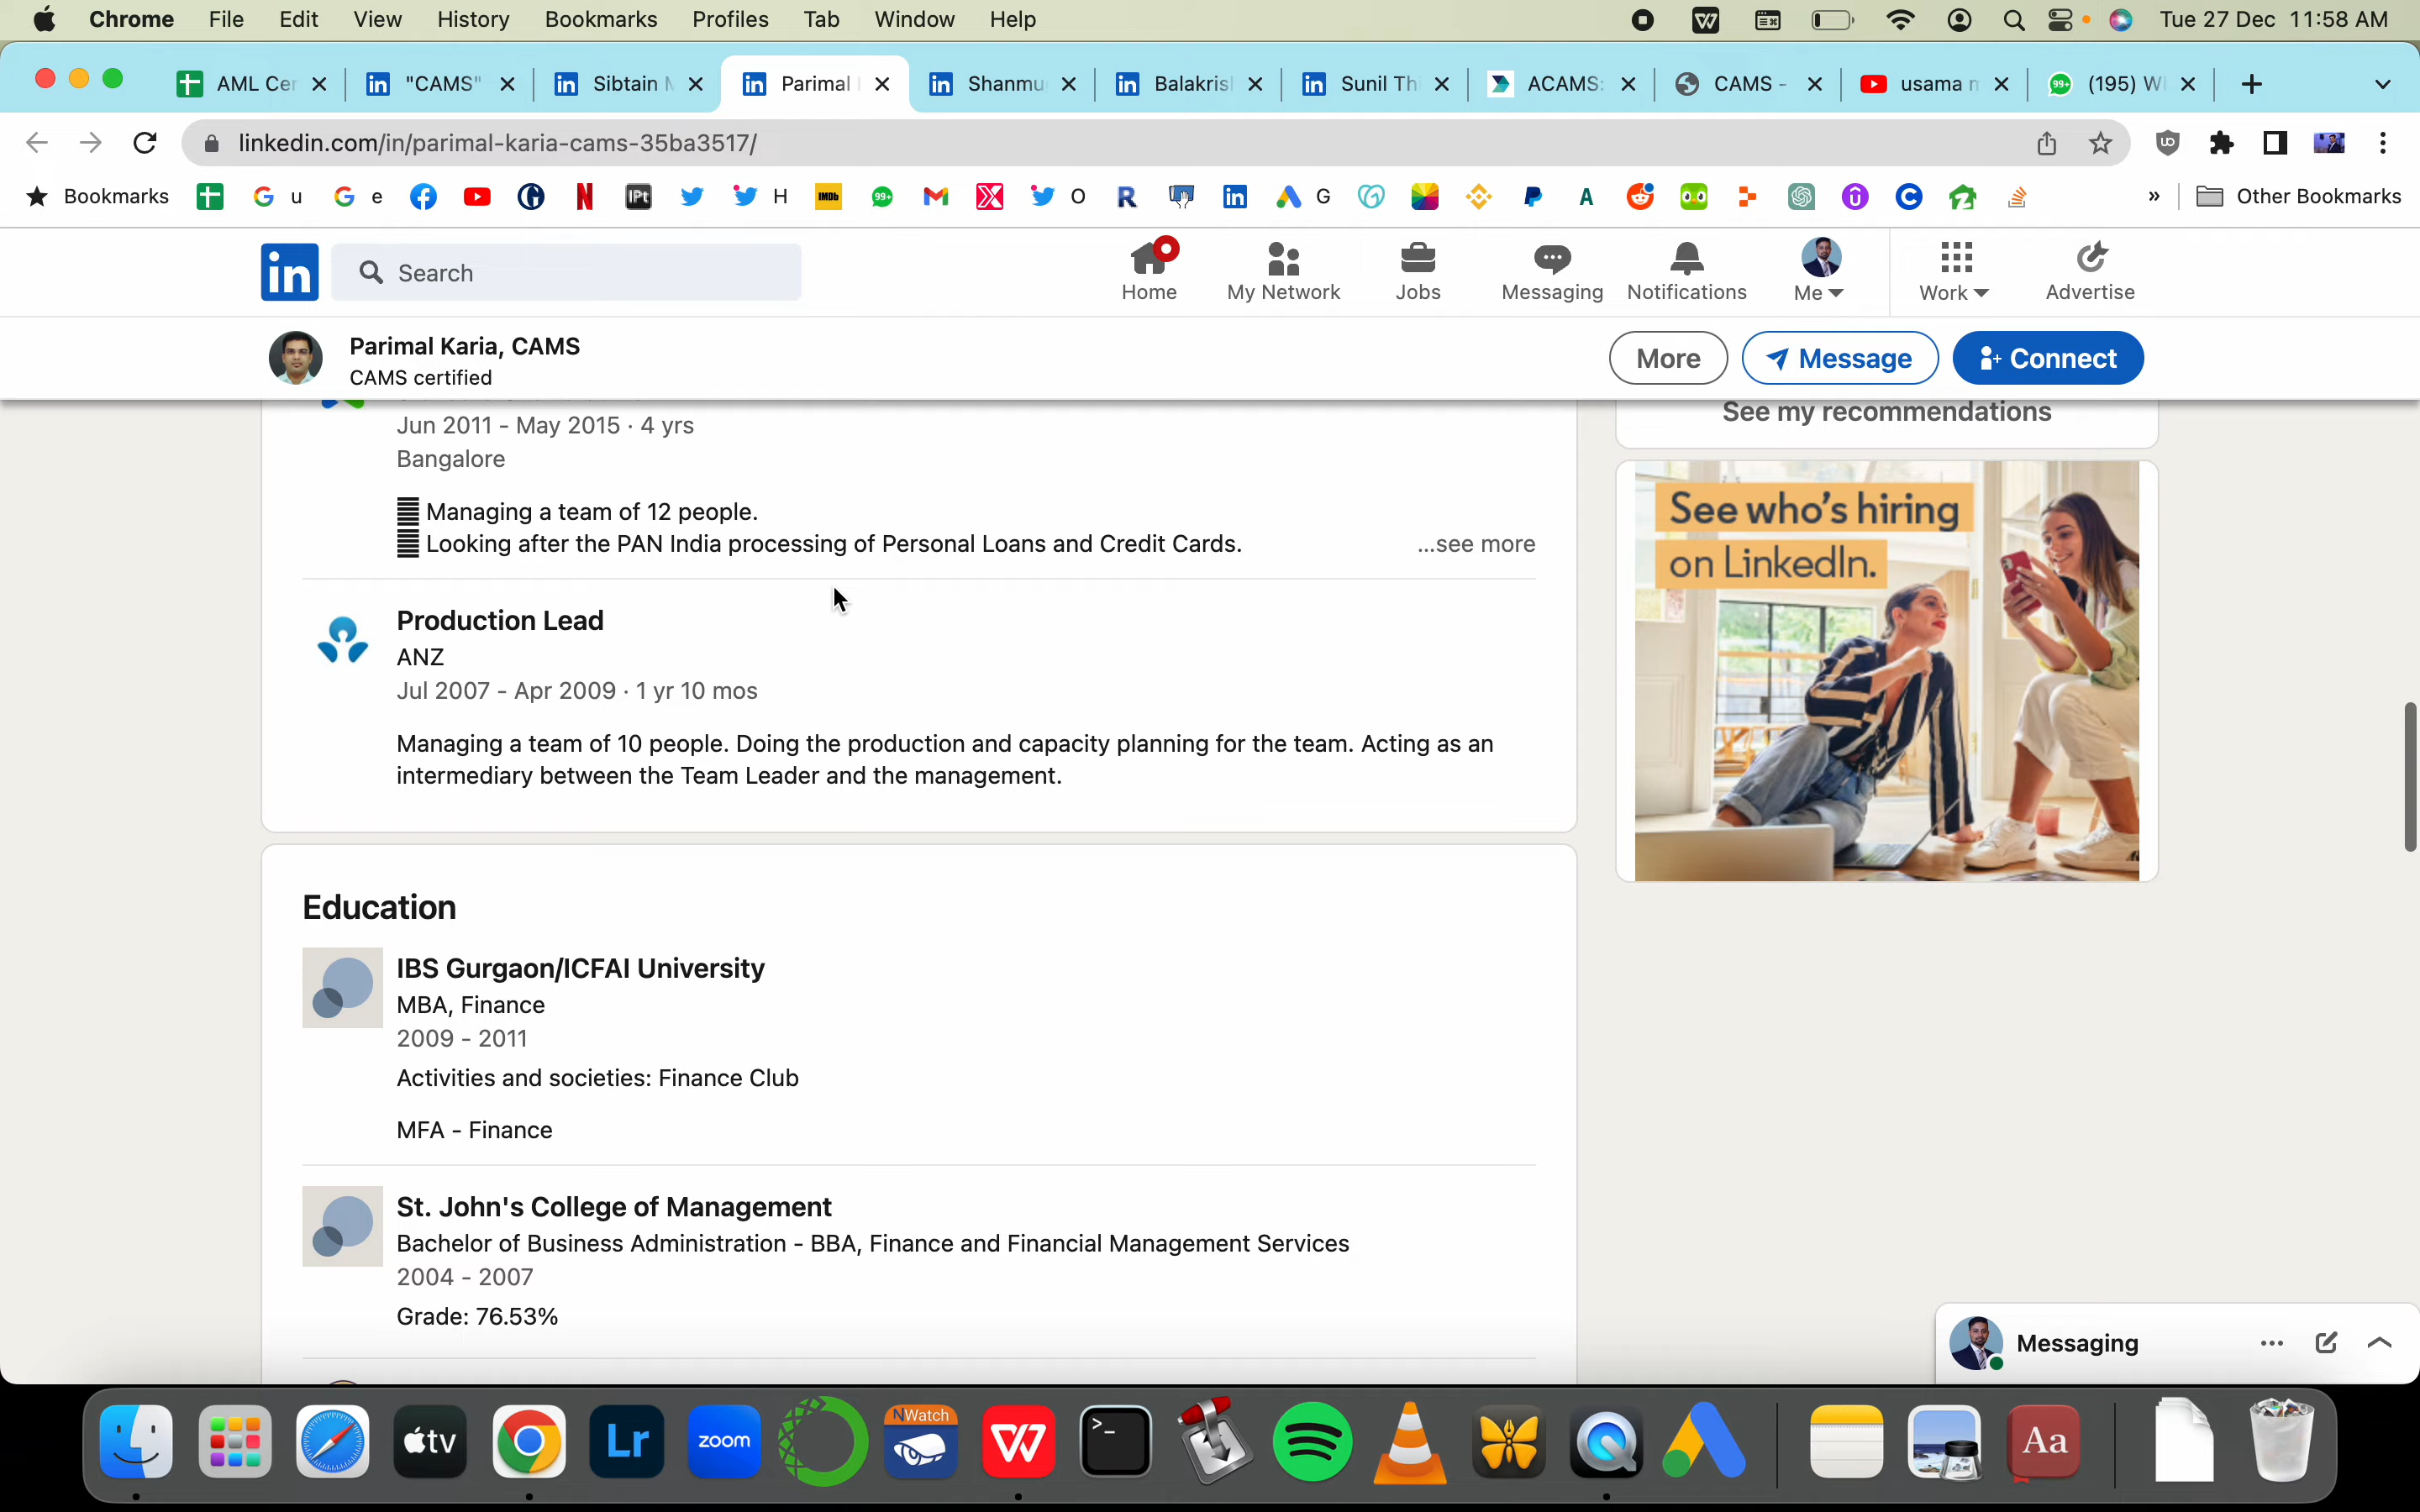 Chrome File Edit View History Bookmarks Profiles Tab Window Help Tue 27 Dec 11:58 AM
AML Cer "CAMS" Sibtain Parimal Shanmu Balakris Sunil Thi ACAMS: CAMS - usama (195) W
linkedin.com/in/parimal-karia-cams-35ba3517/
Bookmarks u e H O G Other Bookmarks
in Search
Home My Network Jobs Messaging Notifications Me Work Advertise
Parimal Karia, CAMS
CAMS certified
More Message Connect
Jun 2011 - May 2015 · 4 yrs
Bangalore
Managing a team of 12 people.
Looking after the PAN India processing of Personal Loans and Credit Cards. ...see more
Production Lead
ANZ
Jul 2007 - Apr 2009 · 1 yr 10 mos
Managing a team of 10 people. Doing the production and capacity planning for the team. Acting as an
intermediary between the Team Leader and the management.
Education
IBS Gurgaon/ICFAI University
MBA, Finance
2009 - 2011
Activities and societies: Finance Club
MFA - Finance
St. John's College of Management
Bachelor of Business Administration - BBA, Finance and Financial Management Services
2004 - 2007
Grade: 76.53%
See my recommendations
See who's hiring
on LinkedIn.
Messaging
tv Lr zoom NWatch Aa